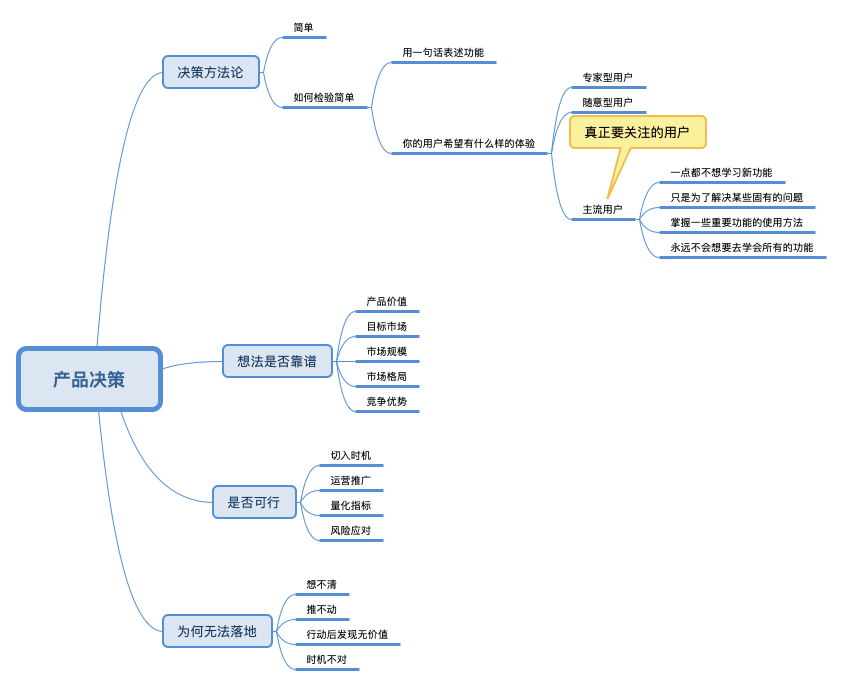 产品决策
决策方法论
简单
如何检验简单
用一句话表述功能
你的用户希望有什么样的体验
专家型用户
随意型用户
真正要关注的用户
主流用户
一点都不想学习新功能
只是为了解决某些固有的问题
掌握一些重要功能的使用方法
永远不会想要去学会所有的功能
想法是否靠谱
产品价值
目标市场
市场规模
市场格局
竞争优势
是否可行
切入时机
运营推广
量化指标
风险应对
为何无法落地
想不清
推不动
行动后发现无价值
时机不对